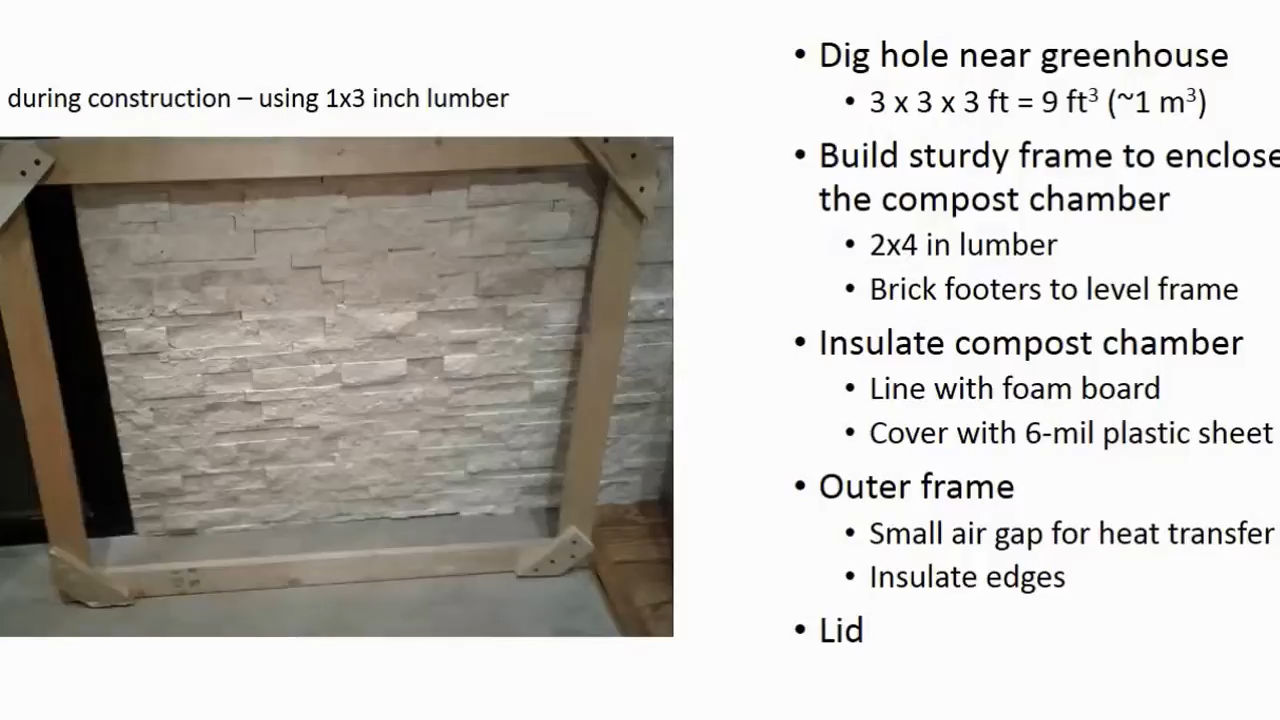 during construction – using 1x3 inch lumber
• Dig hole near greenhouse
• 3 x 3 x 3 ft = 9 ft³ (~1 m³)
• Build sturdy frame to enclose
the compost chamber
• 2x4 in lumber
• Brick footers to level frame
• Insulate compost chamber
• Line with foam board
• Cover with 6-mil plastic sheet
• Outer frame
• Small air gap for heat transfer
• Insulate edges
• Lid